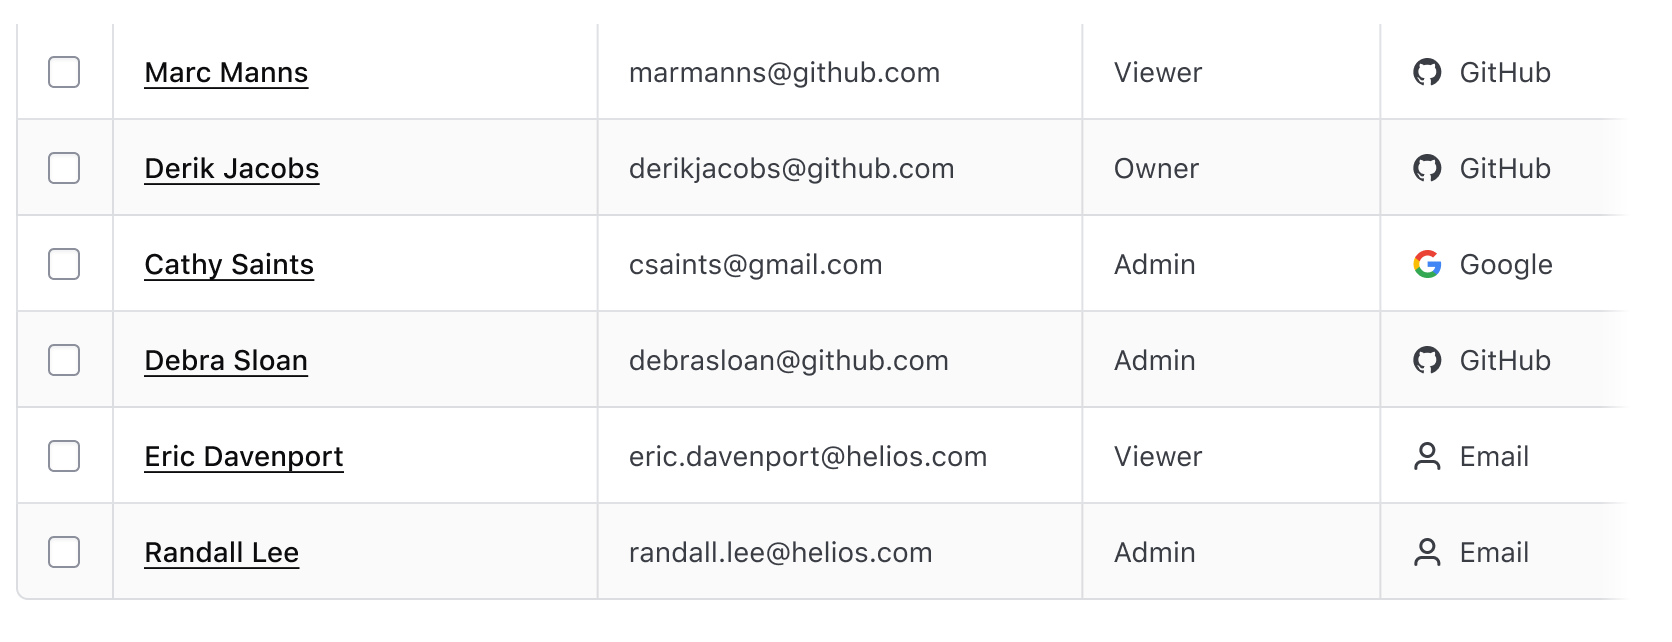 Marc Manns marmanns@github.com Viewer GitHub
Derik Jacobs derikjacobs@github.com Owner GitHub
Cathy Saints csaints@gmail.com Admin Google
Debra Sloan debrasloan@github.com Admin GitHub
Eric Davenport eric.davenport@helios.com Viewer Email
Randall Lee randall.lee@helios.com Admin Email